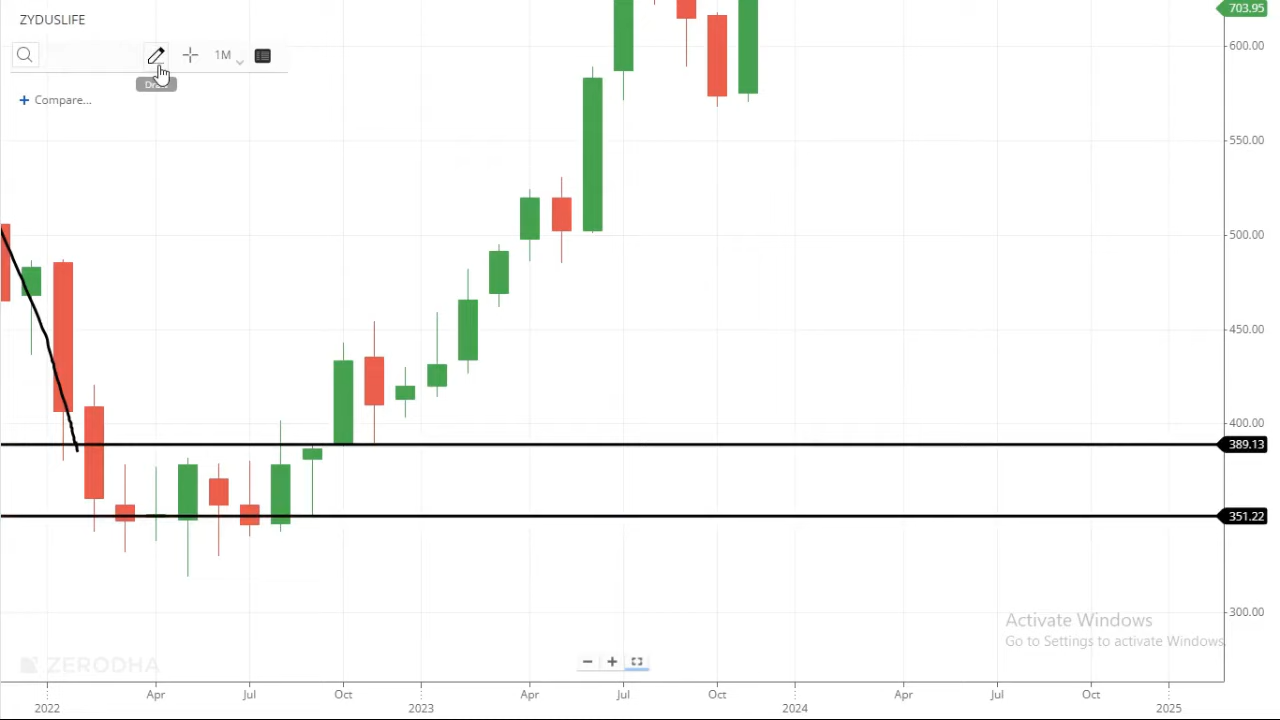 ZYDUSLIFE
703.95
1M
600.00
+ Compare...
550.00
500.00
450.00
400.00
389.13
351.22
300.00
Activate Windows
Go to Settings to activate Windows.
ZERODHA
Apr Jul Oct Apr Jul Oct Apr Jul Oct
2022 2023 2024 2025